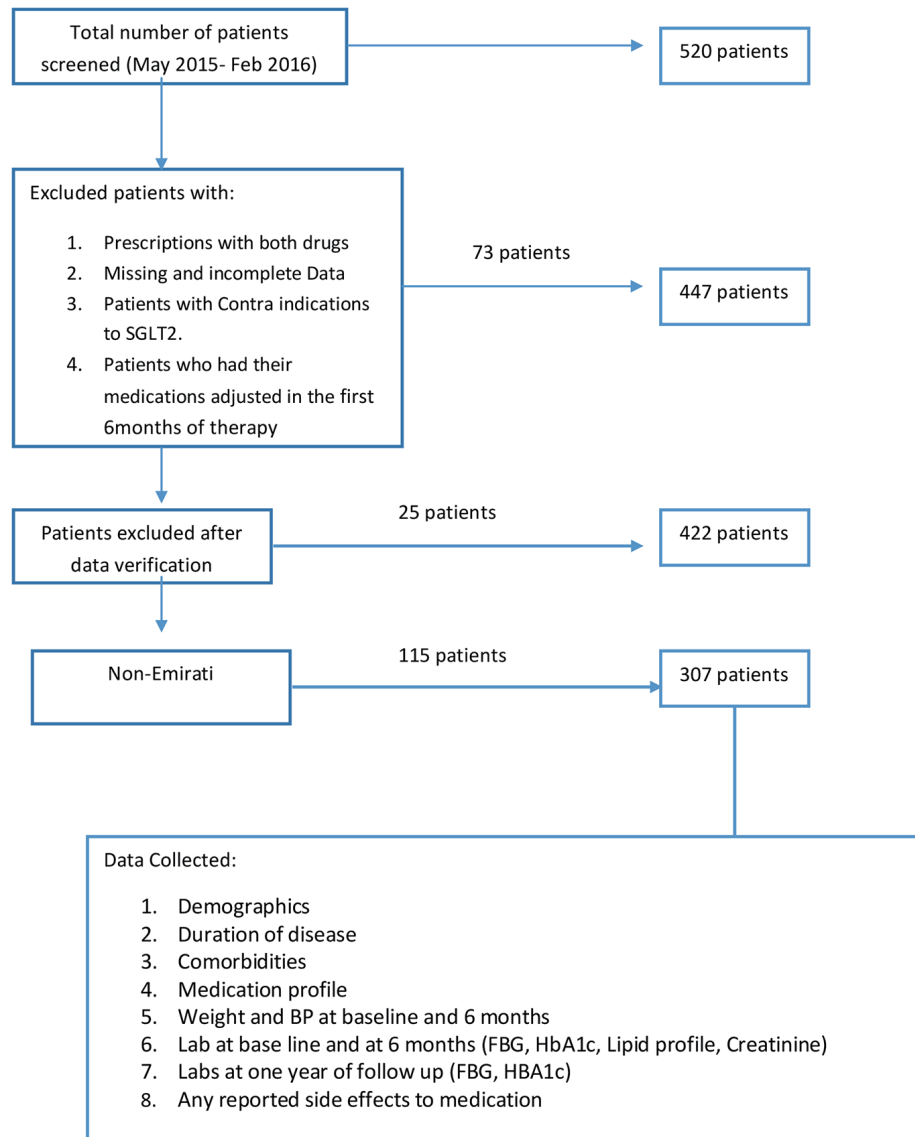 Total number of patients
screened (May 2015- Feb 2016)
520 patients
Excluded patients with:
1. Prescriptions with both drugs
2. Missing and incomplete Data
3. Patients with Contra indications
to SGLT2.
4. Patients who had their
medications adjusted in the first
6months of therapy
73 patients
447 patients
Patients excluded after
data verification
25 patients
422 patients
Non-Emirati
115 patients
307 patients
Data Collected:
1. Demographics
2. Duration of disease
3. Comorbidities
4. Medication profile
5. Weight and BP at baseline and 6 months
6. Lab at base line and at 6 months (FBG, HbA1c, Lipid profile, Creatinine)
7. Labs at one year of follow up (FBG, HBA1c)
8. Any reported side effects to medication